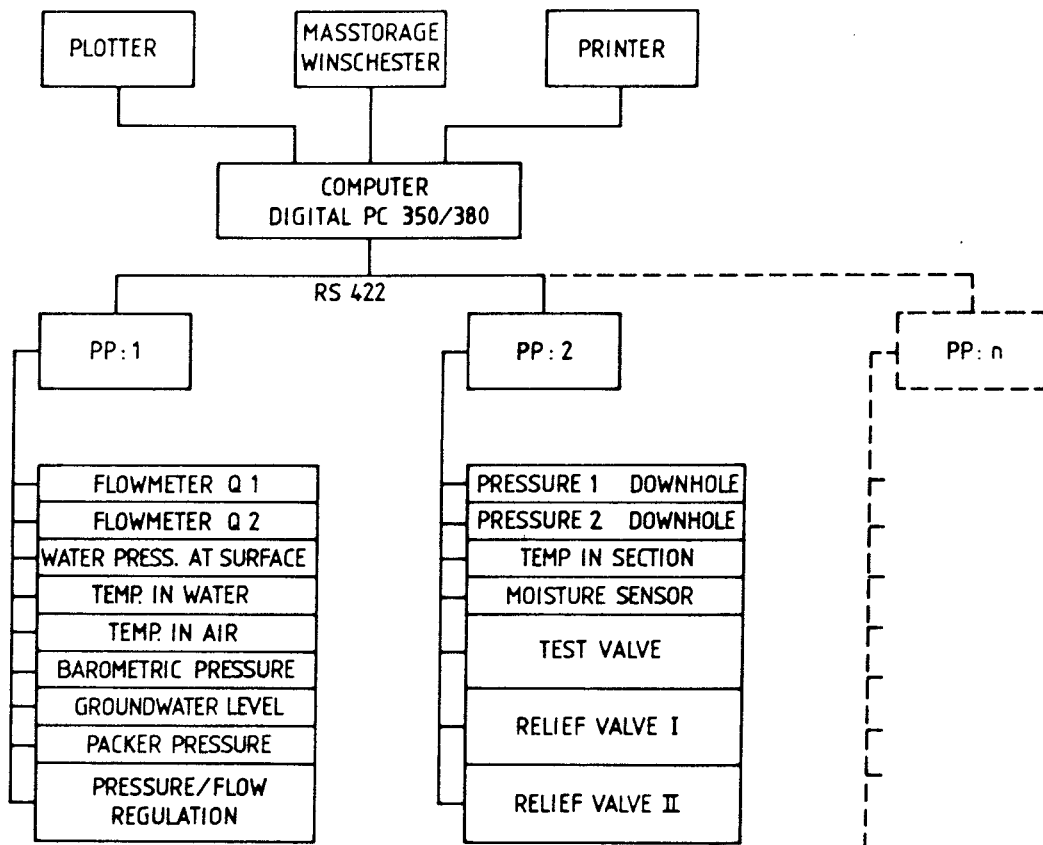 PLOTTER
MASSTORAGE
WINSCHESTER
PRINTER
COMPUTER
DIGITAL PC 350/380
RS 422
PP:1
PP:2
PP:n
FLOWMETER Q 1
FLOWMETER Q 2
WATER PRESS. AT SURFACE
TEMP. IN WATER
TEMP. IN AIR
BAROMETRIC PRESSURE
GROUNDWATER LEVEL
PACKER PRESSURE
PRESSURE/FLOW
REGULATION
PRESSURE 1 DOWNHOLE
PRESSURE 2 DOWNHOLE
TEMP IN SECTION
MOISTURE SENSOR
TEST VALVE
RELIEF VALVE I
RELIEF VALVE II